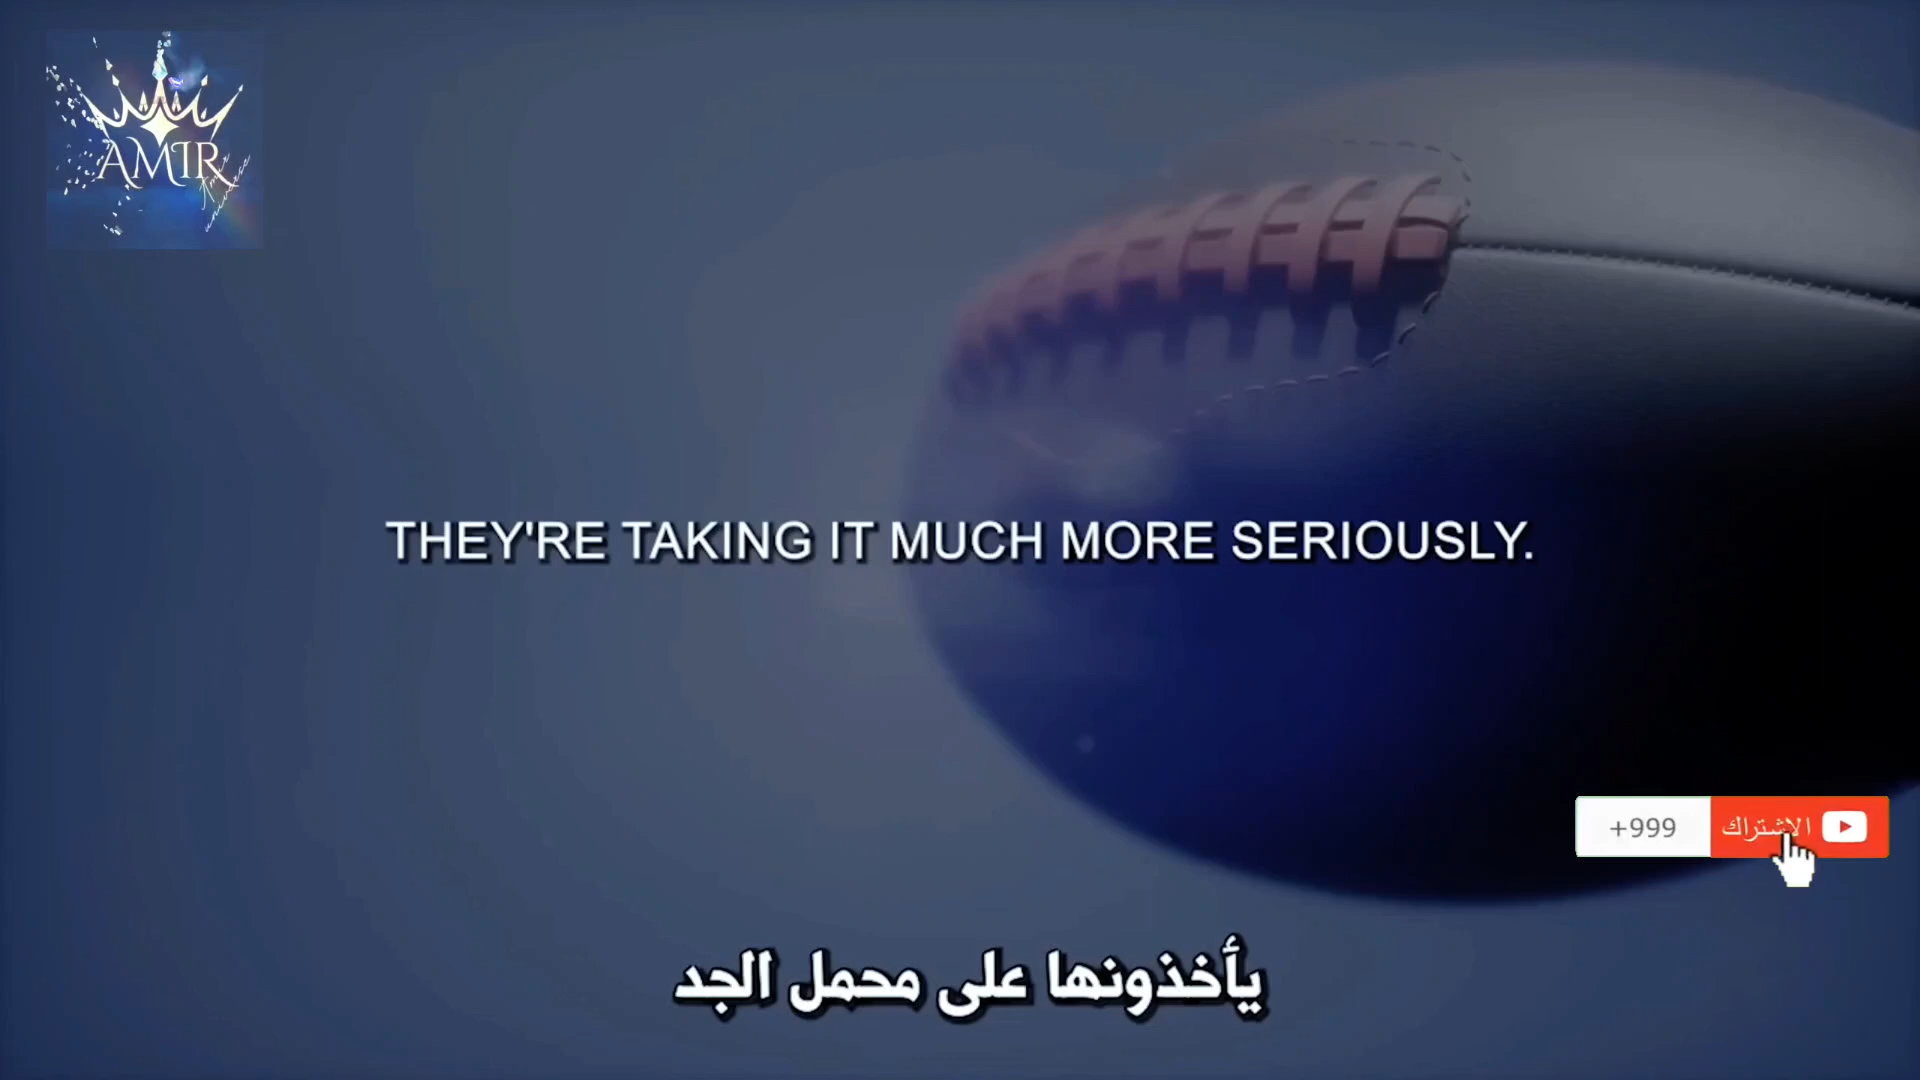 AMIR
THEY'RE TAKING IT MUCH MORE SERIOUSLY.
+999 الاشتراك
يأخذونها على محمل الجد